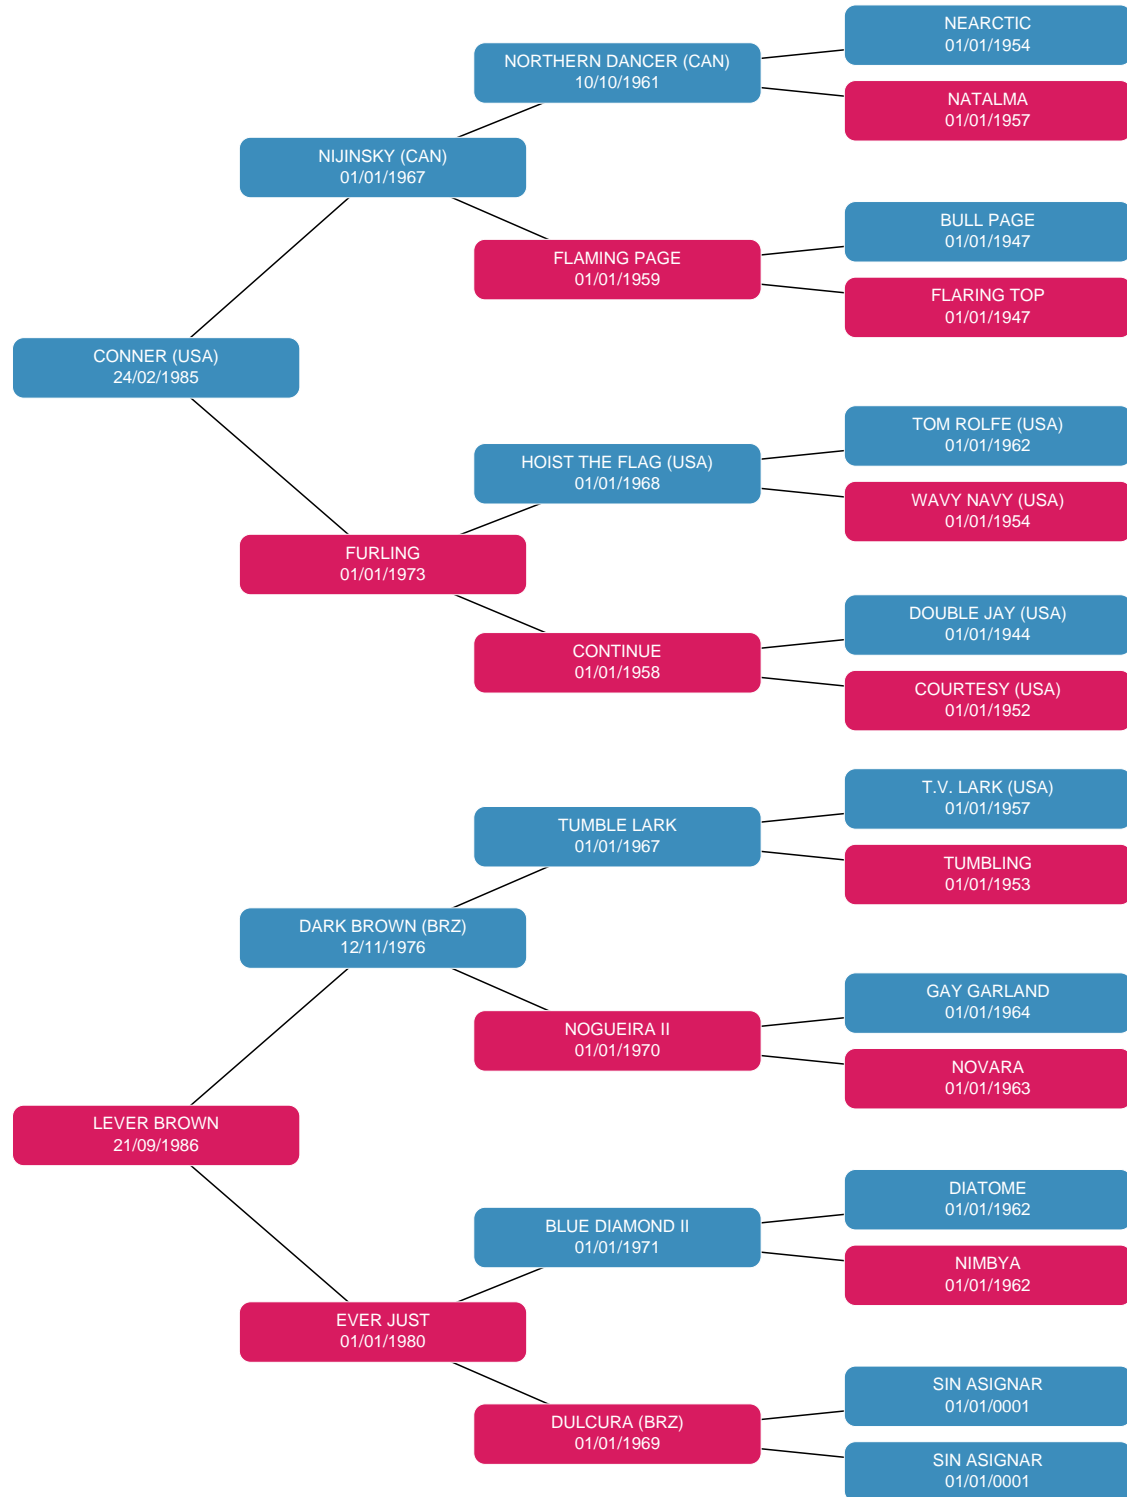 NEARCTIC
01/01/1954
NORTHERN DANCER (CAN)
10/10/1961
NATALMA
01/01/1957
NIJINSKY (CAN)
01/01/1967
BULL PAGE
01/01/1947
FLAMING PAGE
01/01/1959
FLARING TOP
01/01/1947
CONNER (USA)
24/02/1985
TOM ROLFE (USA)
01/01/1962
HOIST THE FLAG (USA)
01/01/1968
WAVY NAVY (USA)
01/01/1954
FURLING
01/01/1973
DOUBLE JAY (USA)
01/01/1944
CONTINUE
01/01/1958
COURTESY (USA)
01/01/1952
T.V. LARK (USA)
01/01/1957
TUMBLE LARK
01/01/1967
TUMBLING
01/01/1953
DARK BROWN (BRZ)
12/11/1976
GAY GARLAND
01/01/1964
NOGUEIRA II
01/01/1970
NOVARA
01/01/1963
LEVER BROWN
21/09/1986
DIATOME
01/01/1962
BLUE DIAMOND II
01/01/1971
NIMBYA
01/01/1962
EVER JUST
01/01/1980
SIN ASIGNAR
01/01/0001
DULCURA (BRZ)
01/01/1969
SIN ASIGNAR
01/01/0001